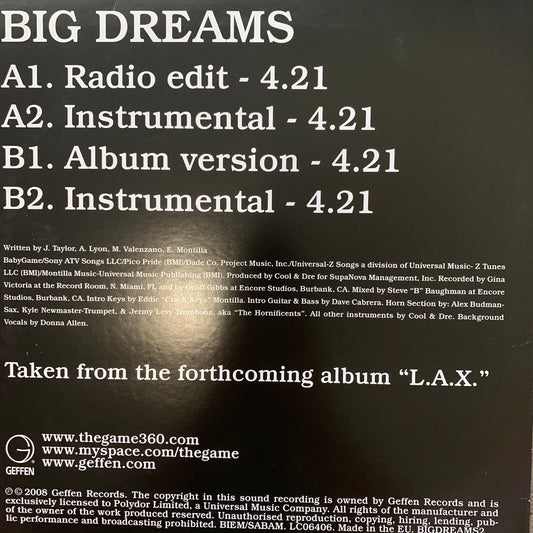 BIG DREAMS
A1. Radio edit - 4.21
A2. Instrumental - 4.21
B1. Album version - 4.21
B2. Instrumental - 4.21
Written by J. Taylor, A. Lyon, M. Valenzano, E. Montilla
BabyGame/Sony ATV Songs LLC/Pico Pride (BMI)/Dade Co. Project Music, Inc./Universal-Z Songs a division of Universal Music- Z Tunes
LLC (BMI)/Montilla Music-Universal Music Publishing (BMI). Produced by Cool & Dre for SupaNova Management, Inc. Recorded by Gina
Victoria at the Record Room, N. Miami, FL and by Geoff Gibbs at Encore Studios, Burbank, CA. Mixed by Steve "B" Baughman at Encore
Studios, Burbank, CA. Intro Keys by Eddie "Crack Keys" Montilla. Intro Guitar & Bass by Dave Cabrera. Horn Section by: Alex Budman-
Sax, Kyle Newmaster-Trumpet, & Jermy Levy-Trombone, aka "The Hornificents". All other instruments by Cool & Dre. Background
Vocals by Donna Allen.
Taken from the forthcoming album "L.A.X."
www.thegame360.com
www.myspace.com/thegame
www.geffen.com
G
GEFFEN
℗ © 2008 Geffen Records. The copyright in this sound recording is owned by Geffen Records and is
exclusively licensed to Polydor Limited, a Universal Music Company. All rights of the manufacturer and
of the owner of the work produced reserved. Unauthorised reproduction, copying, hiring, lending, pub-
lic performance and broadcasting prohibited. BIEM/SABAM. LC06406. Made in the EU. BIGDREAMS2